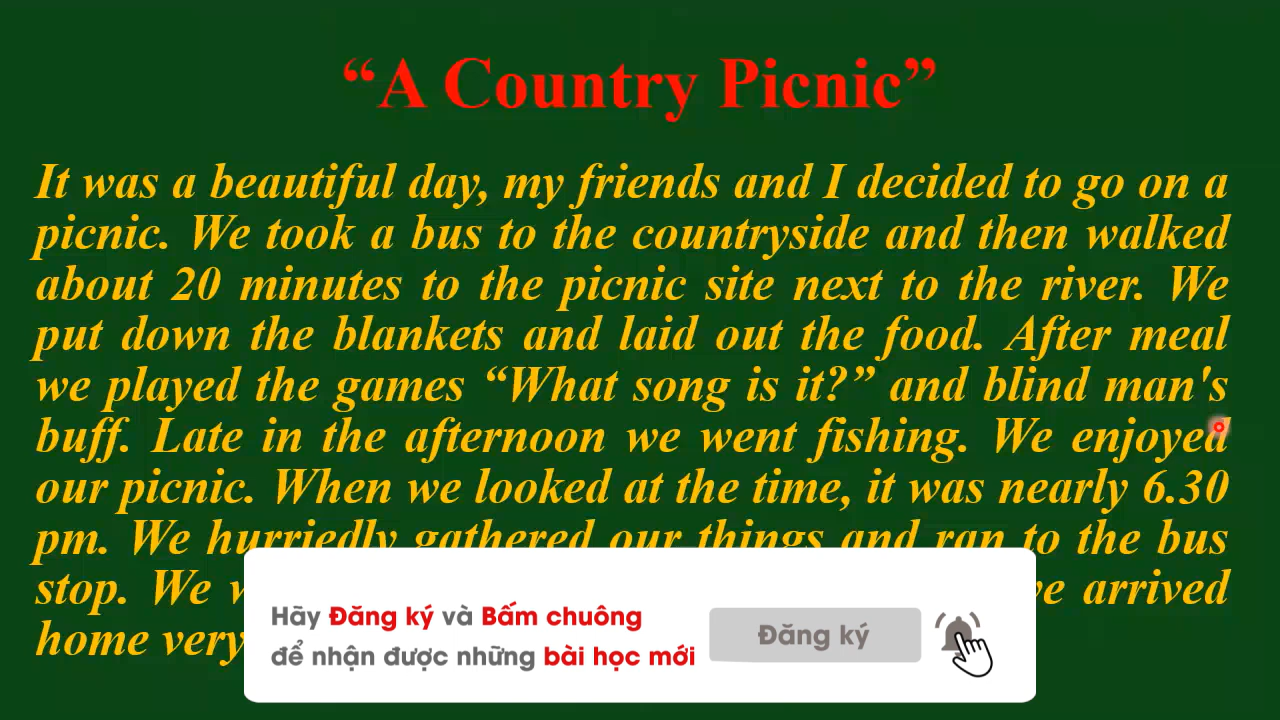 “A Country Picnic”
It was a beautiful day, my friends and I decided to go on a
picnic. We took a bus to the countryside and then walked
about 20 minutes to the picnic site next to the river. We
put down the blankets and laid out the food. After meal
we played the games “What song is it?” and blind man's
buff. Late in the afternoon we went fishing. We enjoyed
our picnic. When we looked at the time, it was nearly 6.30
pm. We hurriedly gathered our things and ran to the bus
stop. We arrived
home very
Hãy Đăng ký và Bấm chuông
để nhận được những bài học mới
Đăng ký